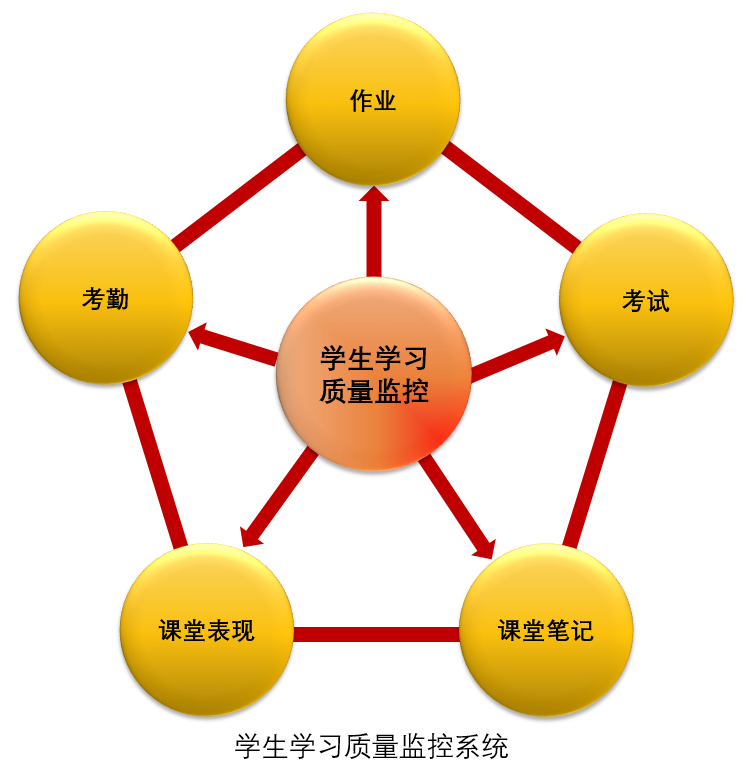 作业
考勤
考试
学生学习
质量监控
课堂表现
课堂笔记
学生学习质量监控系统